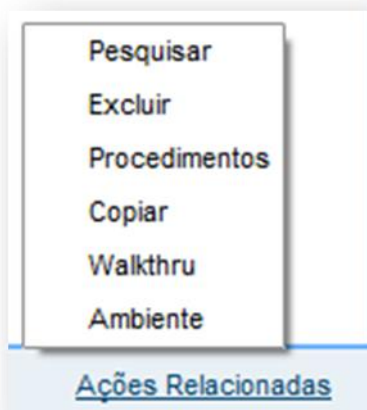 Pesquisar
Excluir
Procedimentos
Copiar
Walkthru
Ambiente
Ações Relacionadas